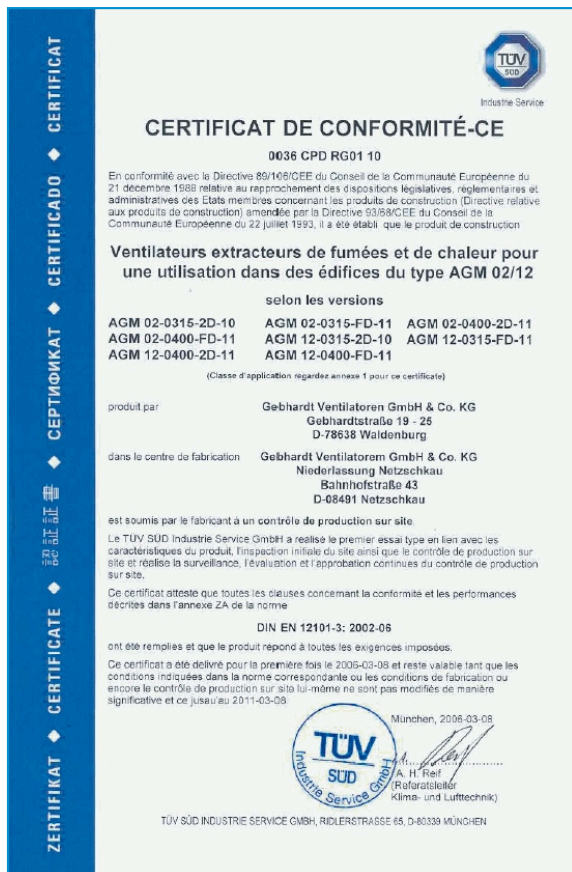 ZERTIFIKAT ◆ CERTIFICATE ◆ 認証証書 ◆ СЕРТИФИКАТ ◆ CERTIFICADO ◆ CERTIFICAT
TÜV
SÜD
Industrie Service
CERTIFICAT DE CONFORMITÉ-CE
0036 CPD RG01 10
En conformité avec la Directive 89/106/CEE du Conseil de la Communauté Européenne du
21 décembre 1988 relative au rapprochement des dispositions législatives, réglementaires et
administratives des Etats membres concernant les produits de construction (Directive relative
aux produits de construction) amendée par la Directive 93/68/CEE du Conseil de la
Communauté Européenne du 22 juillet 1993, il a été établi que le produit de construction
Ventilateurs extracteurs de fumées et de chaleur pour
une utilisation dans des édifices du type AGM 02/12
selon les versions
AGM 02-0315-2D-10 AGM 02-0315-FD-11 AGM 02-0400-2D-11
AGM 02-0400-FD-11 AGM 12-0315-2D-10 AGM 12-0315-FD-11
AGM 12-0400-2D-11 AGM 12-0400-FD-11
(Classe d'application regardez annexe 1 pour ce certificat)
produit par Gebhardt Ventilatoren GmbH & Co. KG
Gebhardtstraße 19 - 25
D-78638 Waldenburg
dans le centre de fabrication Gebhardt Ventilatorem GmbH & Co. KG
Niederlassung Netzschkau
Bahnhofstraße 43
D-08491 Netzschkau
est soumis par le fabricant à un contrôle de production sur site
Le TÜV SÜD Industrie Service GmbH a réalisé le premier essai type en lien avec les
caractéristiques du produit, l'inspection initiale du site ainsi que le contrôle de production sur
site et réalise la surveillance, l'évaluation et l'approbation continues du contrôle de production
sur site.
Ce certificat atteste que toutes les clauses concernant la conformité et les performances
décrites dans l'annexe ZA de la norme
DIN EN 12101-3: 2002-06
ont été remplies et que le produit répond à toutes les exigences imposées.
Ce certificat a été délivré pour la première fois le 2006-03-08 et reste valable tant que les
conditions indiquées dans la norme correspondante ou les conditions de fabrication ou
encore le contrôle de production sur site lui-même ne sont pas modifiés de manière
significative et ce jusqu'au 2011-03-08
München, 2006-03-08
TÜV
SÜD
Industrie Service GmbH
A. H. Reif
(Referatsleiter
Klima- und Lufttechnik)
TÜV SÜD INDUSTRIE SERVICE GMBH, RIDLERSTRASSE 65, D-80339 MÜNCHEN